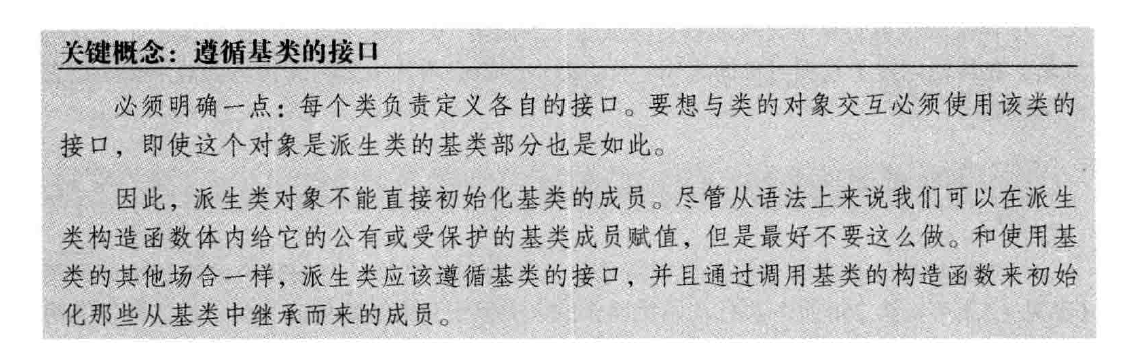 关键概念：遵循基类的接口
必须明确一点：每个类负责定义各自的接口。要想与类的对象交互必须使用该类的
接口，即使这个对象是派生类的基类部分也是如此。
因此，派生类对象不能直接初始化基类的成员。尽管从语法上来说我们可以在派生
类构造函数体内给它的公有或受保护的基类成员赋值，但是最好不要这么做。和使用基
类的其他场合一样，派生类应该遵循基类的接口，并且通过调用基类的构造函数来初始
化那些从基类中继承而来的成员。